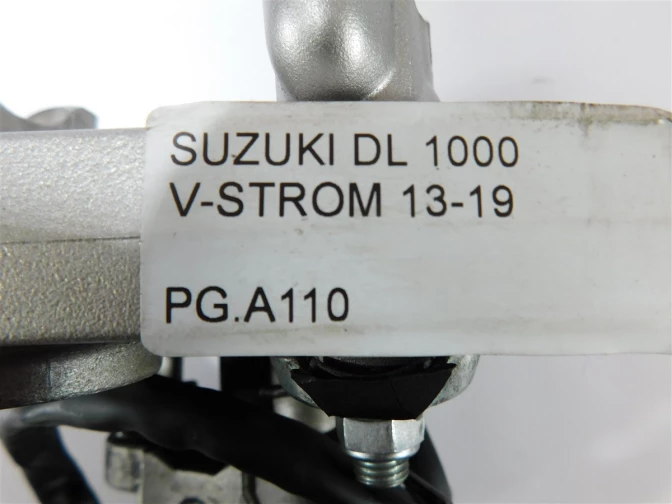 SUZUKI DL 1000
V-STROM 13-19
PG.A110